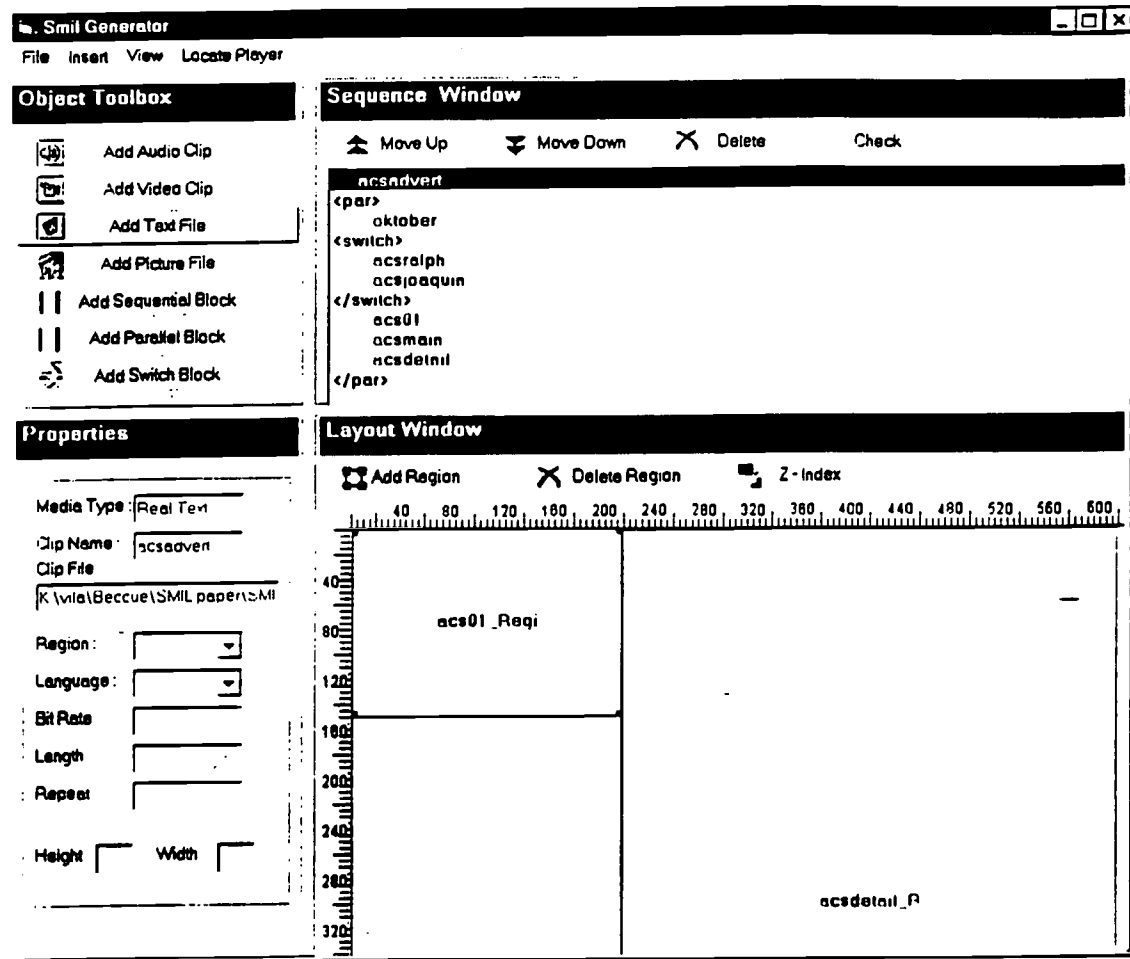 Smil Generator
File Insert View Locate Player
Object Toolbox
Add Audio Clip
Add Video Clip
Add Text File
Add Picture File
Add Sequential Block
Add Parallel Block
Add Switch Block
Sequence Window
Move Up Move Down Delete Check
acsadvert
<par>
oktober
<switch>
acsralph
acsjoaquin
</switch>
acs01
acsmain
acsdetail
</par>
Properties
Media Type : Real Text
Clip Name : acsadvert
Clip File
K:\vila\Beccue\SMIL paper\SMI
Region :
Language :
Bit Rate
Length
Repeat
Height Width
Layout Window
Add Region Delete Region Z - Index
40 80 120 160 200 240 280 320 360 400 440 480 520 560 600
40
80
120
160
200
240
280
320
acs01_Regi
acsdetail_R